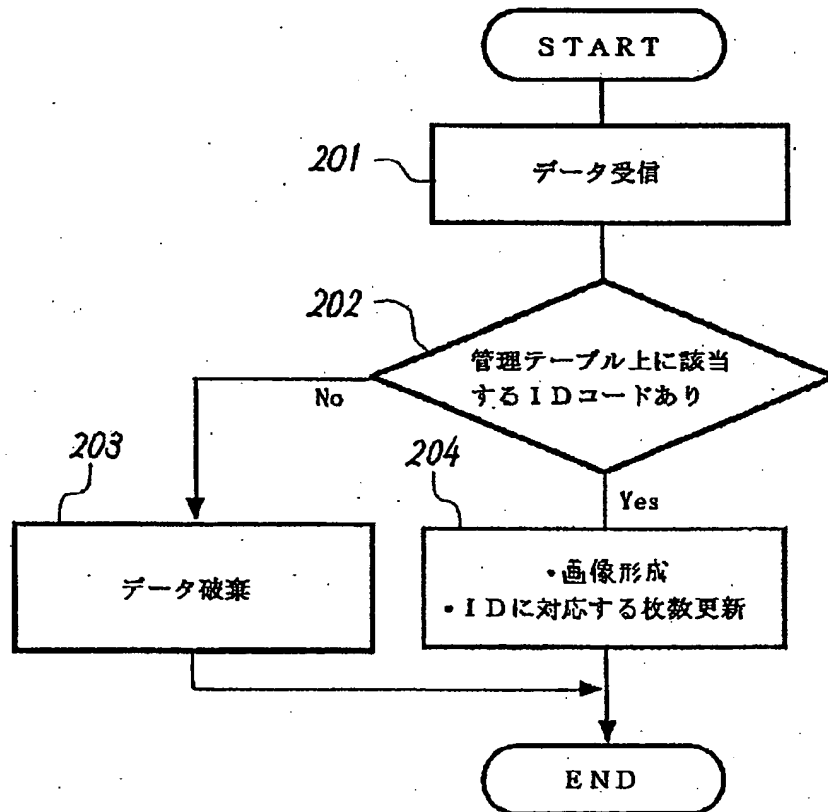 START
201
データ受信
202
管理テーブル上に該当
するIDコードあり
No
Yes
203
204
データ破棄
・画像形成
・IDに対応する枚数更新
END